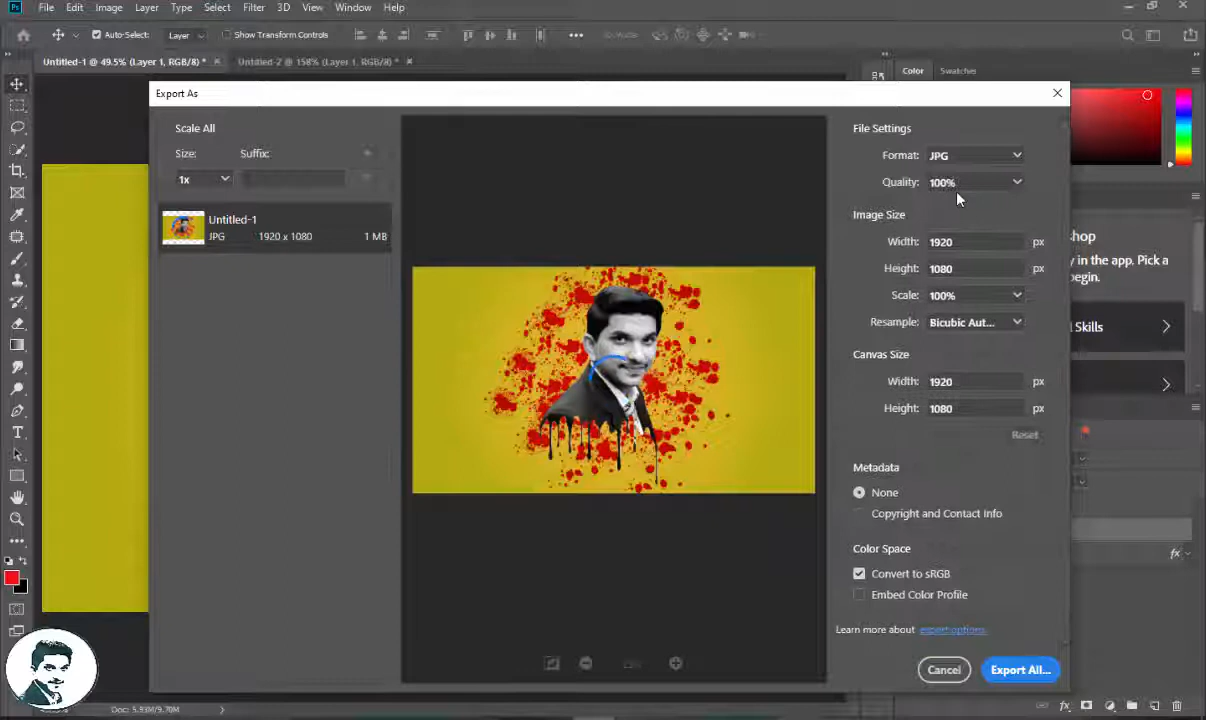 Ps File Edit Image Layer Type Select Filter 3D View Window Help
Auto-Select: Layer Show Transform Controls
Untitled-1 @ 49.5% (Layer 1, RGB/8) * × Untitled-2 @ 158% (Layer 1, RGB/8) * ×
Color Swatches
Export As
Scale All
Size: Suffix:
1x
Untitled-1
JPG 1920 x 1080 1 MB
File Settings
Format: JPG
Quality: 100%
Image Size
Width: 1920 px
Height: 1080 px
Scale: 100%
Resample: Bicubic Aut...
Canvas Size
Width: 1920 px
Height: 1080 px
Reset
Metadata
None
Copyright and Contact Info
Color Space
Convert to sRGB
Embed Color Profile
Learn more about export options.
Cancel Export All...
shop
y in the app. Pick a
begin.
l Skills
fx
Doc: 5.93M/9.70M
fx